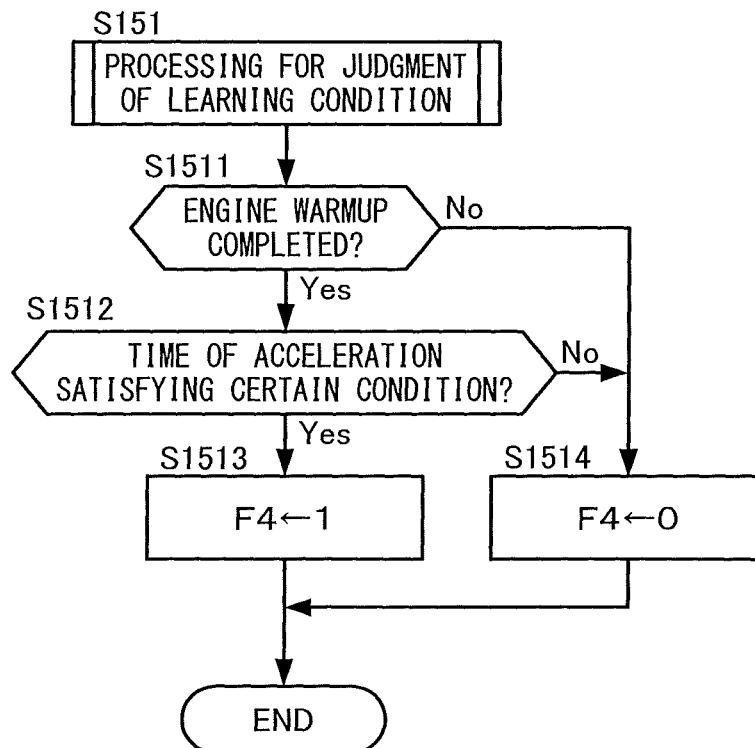 S151
PROCESSING FOR JUDGMENT
OF LEARNING CONDITION
S1511
ENGINE WARMUP
COMPLETED?
No
Yes
S1512
TIME OF ACCELERATION
SATISFYING CERTAIN CONDITION?
No
Yes
S1513
F4←1
S1514
F4←0
END